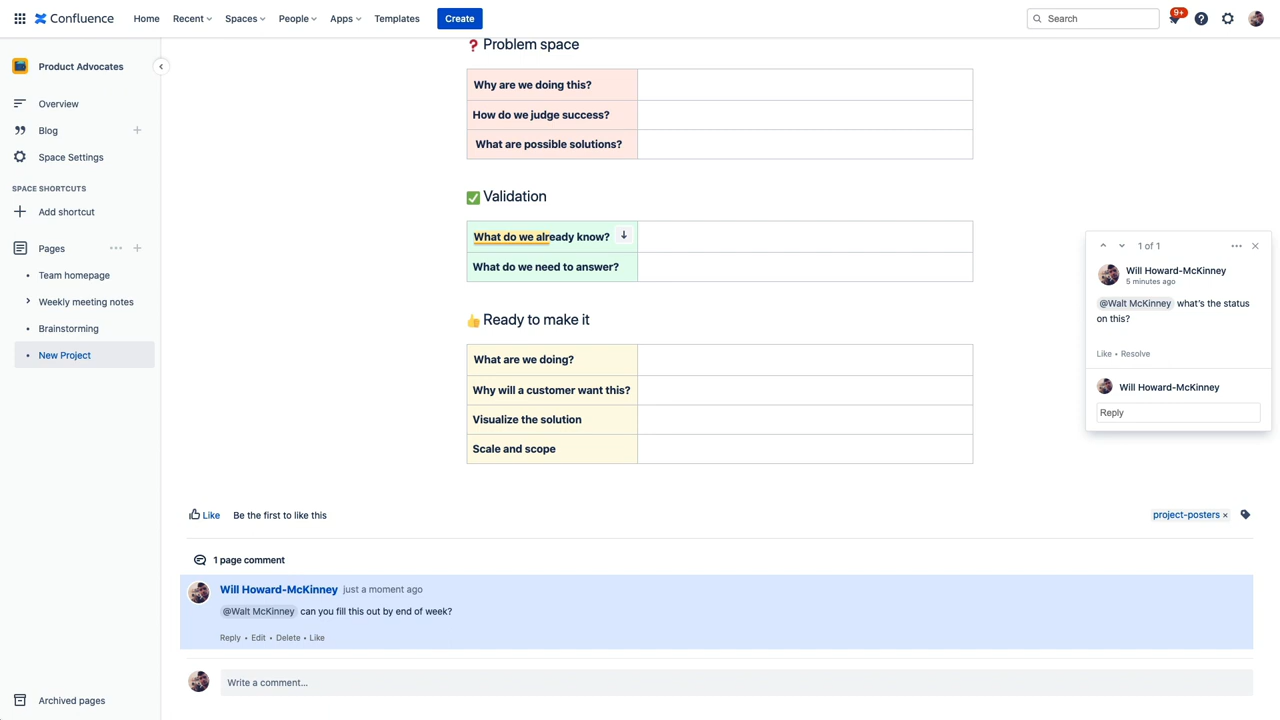 Confluence
Home
Recent
Spaces
People
Apps
Templates
Create
Search
9+
Product Advocates
Overview
Blog
Space Settings
SPACE SHORTCUTS
Add shortcut
Pages
Team homepage
Weekly meeting notes
Brainstorming
New Project
Archived pages
❓ Problem space
Why are we doing this?
How do we judge success?
What are possible solutions?
✅ Validation
What do we already know?
What do we need to answer?
👍 Ready to make it
What are we doing?
Why will a customer want this?
Visualize the solution
Scale and scope
1 of 1
Will Howard-McKinney
5 minutes ago
@Walt McKinney what's the status
on this?
Like • Resolve
Will Howard-McKinney
Reply
Like Be the first to like this
project-posters ×
1 page comment
Will Howard-McKinney just a moment ago
@Walt McKinney can you fill this out by end of week?
Reply • Edit • Delete • Like
Write a comment…